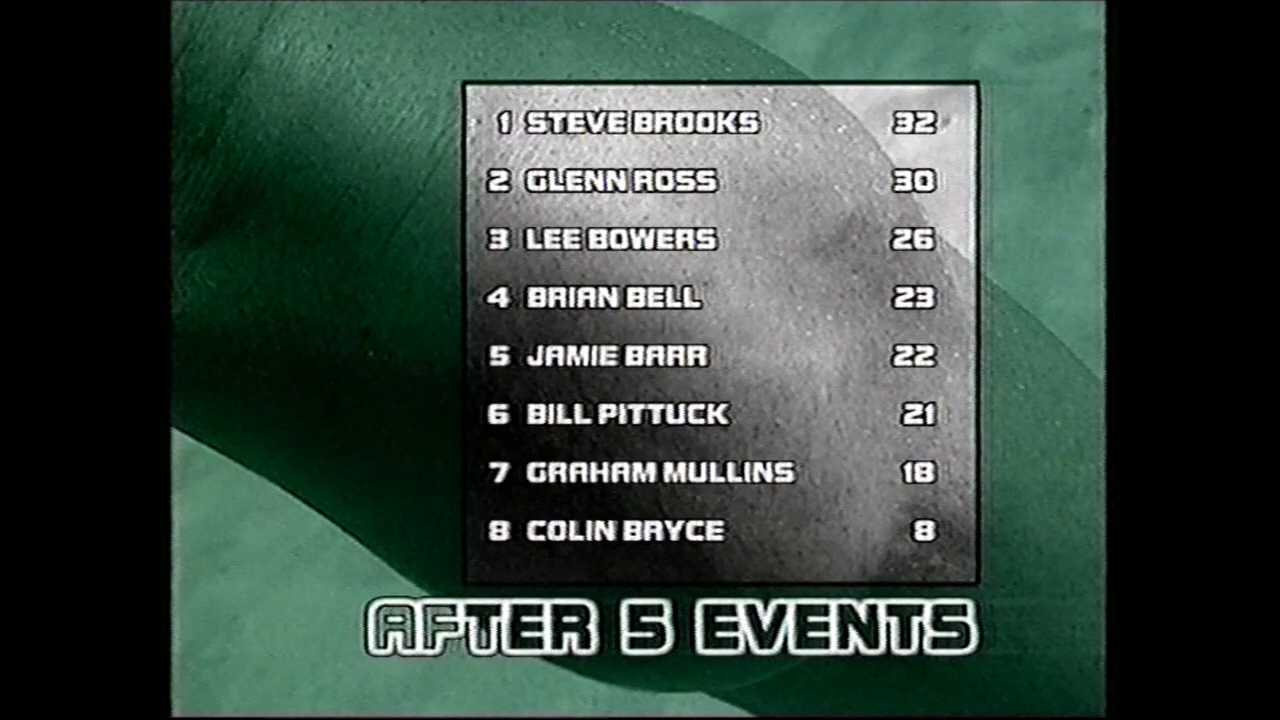 1 STEVE BROOKS 32
2 GLENN ROSS 30
3 LEE BOWERS 26
4 BRIAN BELL 23
5 JAMIE BARR 22
6 BILL PITTUCK 21
7 GRAHAM MULLINS 18
8 COLIN BRYCE 8
AFTER 5 EVENTS